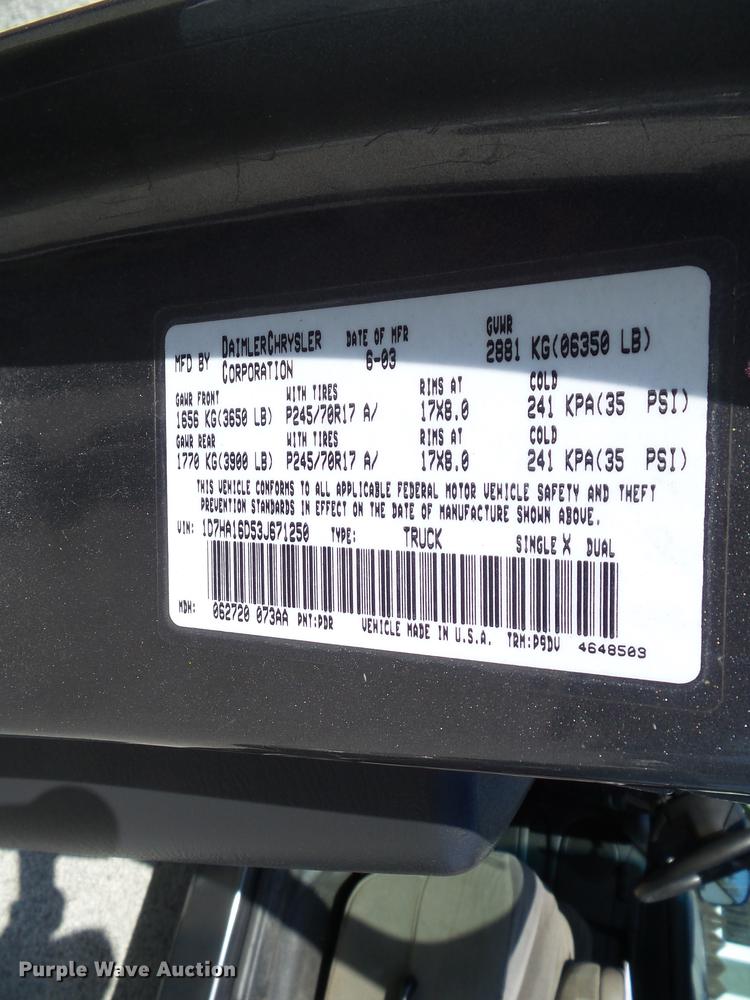 MFD BY DAIMLERCHRYSLER CORPORATION DATE OF MFR 6-03 GVWR 2881 KG(06350 LB)
GAWR FRONT WITH TIRES RIMS AT COLD
1656 KG(3650 LB) P245/70R17 A/ 17X8.0 241 KPA(35 PSI)
GAWR REAR WITH TIRES RIMS AT COLD
1770 KG(3900 LB) P245/70R17 A/ 17X8.0 241 KPA(35 PSI)
THIS VEHICLE CONFORMS TO ALL APPLICABLE FEDERAL MOTOR VEHICLE SAFETY AND THEFT
PREVENTION STANDARDS IN EFFECT ON THE DATE OF MANUFACTURE SHOWN ABOVE.
VIN: 1D7HA16D53J671250 TYPE: TRUCK SINGLE X DUAL
MDH: 062720 073AA PNT:PDR VEHICLE MADE IN U.S.A. TRM:P9DV 4648503
Purple Wave Auction